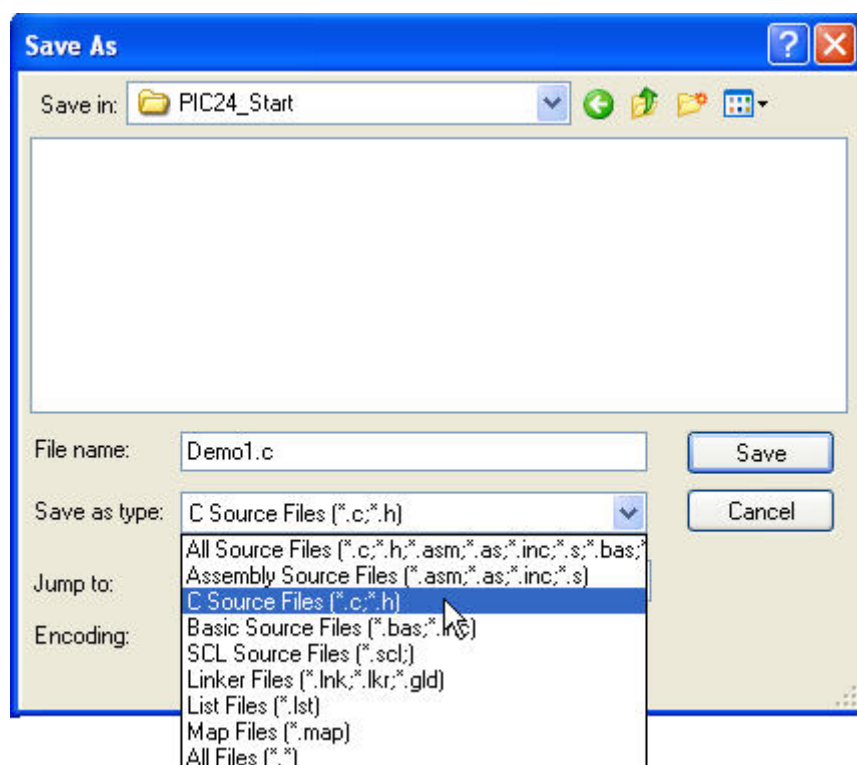 Save As
Save in: PIC24_Start
File name: Demo1.c Save
Save as type: C Source Files (*.c;*.h) Cancel
All Source Files (*.c;*.h;*.asm;*.as;*.inc;*.s;*.bas;*
Jump to:
Assembly Source Files (*.asm;*.as;*.inc;*.s)
C Source Files (*.c;*.h)
Encoding:
Basic Source Files (*.bas;*.inc)
SCL Source Files (*.scl;)
Linker Files (*.lnk;*.lkr;*.gld)
List Files (*.lst)
Map Files (*.map)
All Files (*.*)